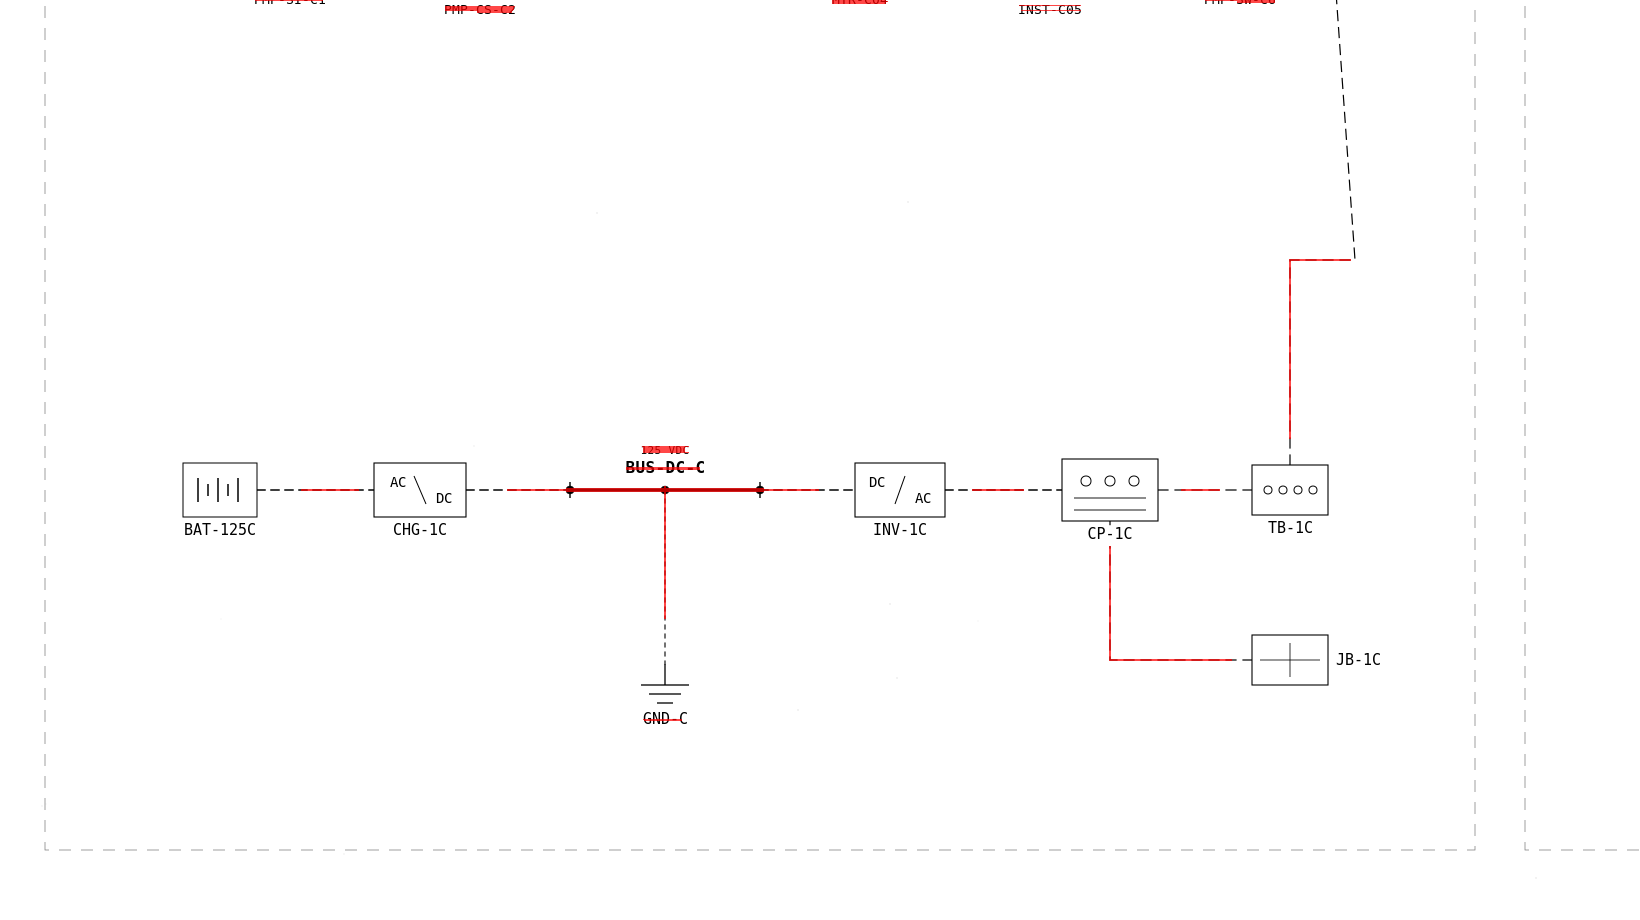 PMP-CS-C2
INST-C05
125 VDC
BUS-DC-C
AC
DC
DC
AC
BAT-125C
CHG-1C
INV-1C
CP-1C
TB-1C
JB-1C
GND-C